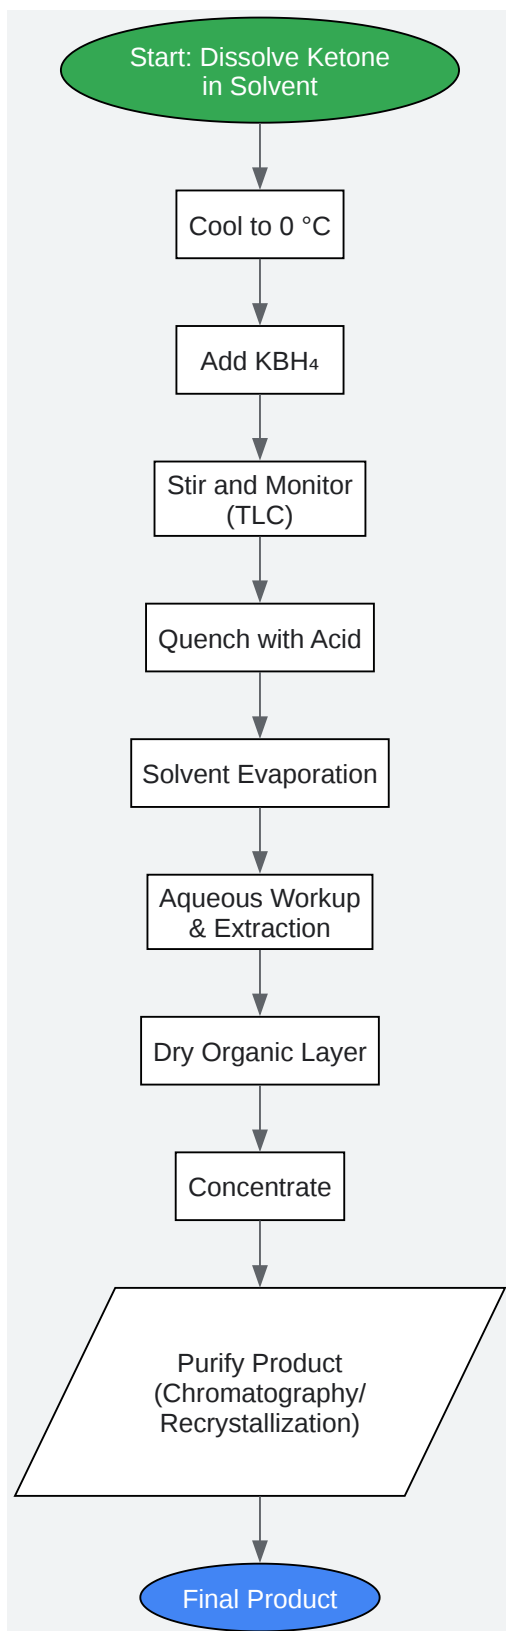 Start: Dissolve Ketone
in Solvent
Cool to 0 °C
Add KBH₄
Stir and Monitor
(TLC)
Quench with Acid
Solvent Evaporation
Aqueous Workup
& Extraction
Dry Organic Layer
Concentrate
Purify Product
(Chromatography/
Recrystallization)
Final Product